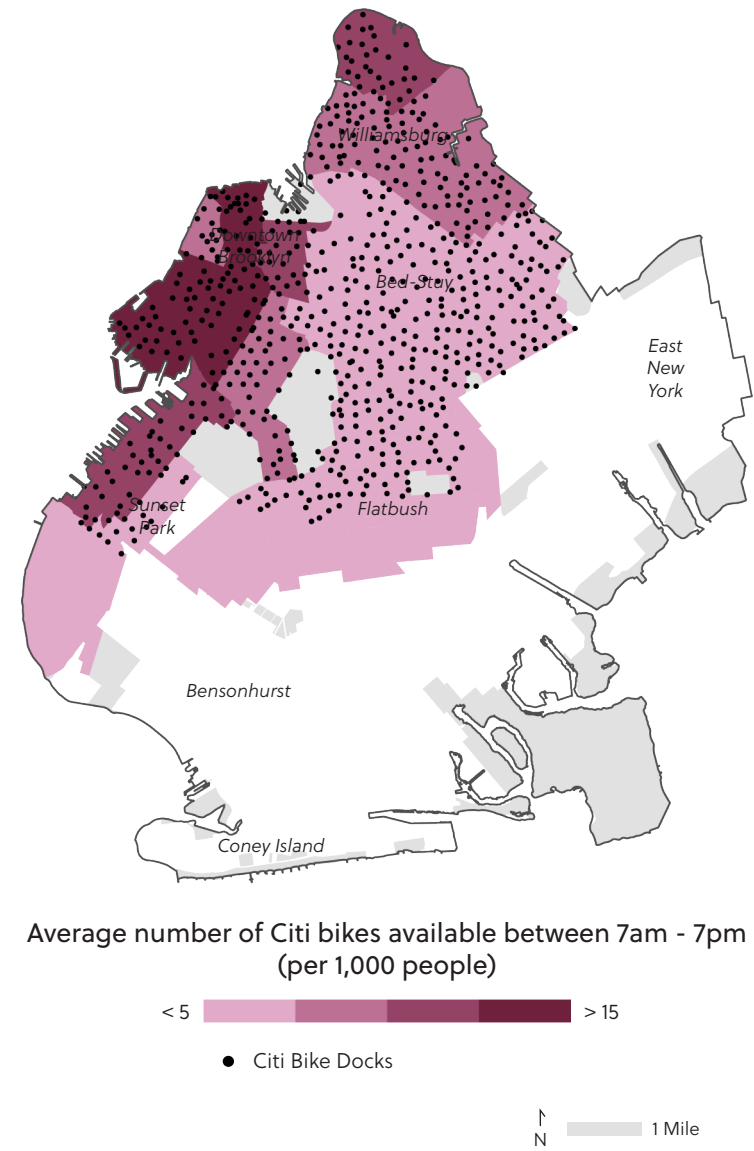 Williamsburg
Downtown
Brooklyn
Bed-Stuy
East
New
York
Sunset
Park
Flatbush
Bensonhurst
Coney Island
Average number of Citi bikes available between 7am - 7pm
(per 1,000 people)
< 5 > 15
Citi Bike Docks
N 1 Mile